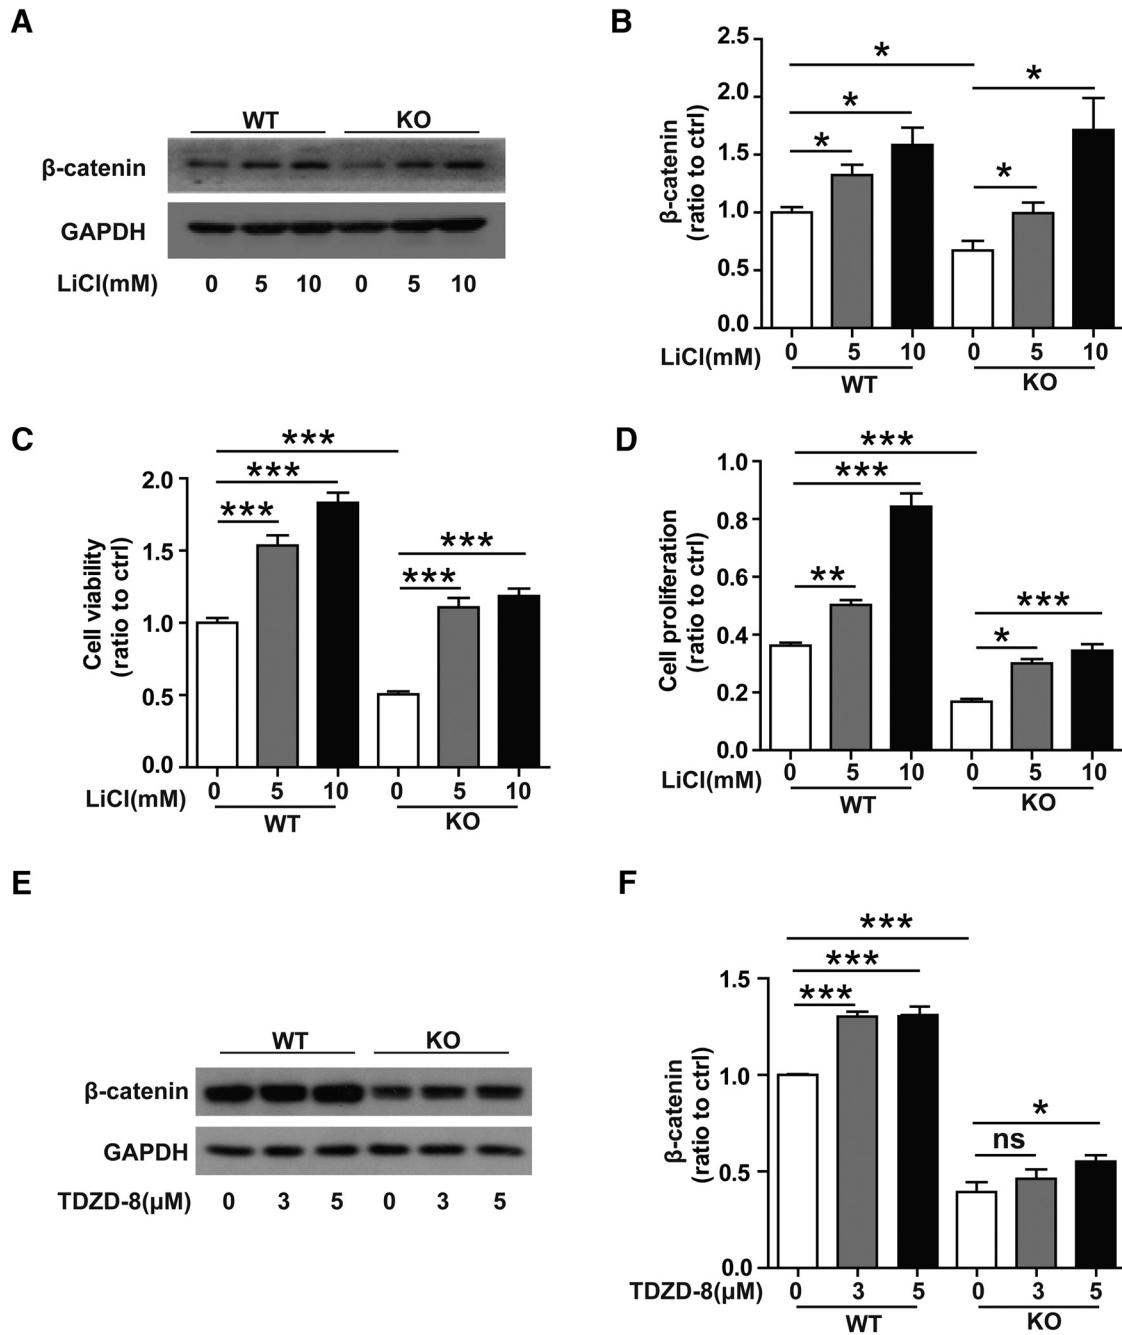 A
WT KO
β-catenin
GAPDH
LiCl(mM) 0 5 10 0 5 10
B
2.5
2.0
1.5
1.0
0.5
0.0
β-catenin
(ratio to ctrl)
*
*
*
*
*
LiCl(mM) 0 5 10 0 5 10
WT KO
C
2.0
1.5
1.0
0.5
0.0
Cell viability
(ratio to ctrl)
***
***
***
***
***
LiCl(mM) 0 5 10 0 5 10
WT KO
D
1.0
0.8
0.6
0.4
0.2
0.0
Cell proliferation
(ratio to ctrl)
***
***
**
***
*
LiCl(mM) 0 5 10 0 5 10
WT KO
E
WT KO
β-catenin
GAPDH
TDZD-8(μM) 0 3 5 0 3 5
F
1.5
1.0
0.5
0.0
β-catenin
(ratio to ctrl)
***
***
***
*
ns
TDZD-8(μM) 0 3 5 0 3 5
WT KO